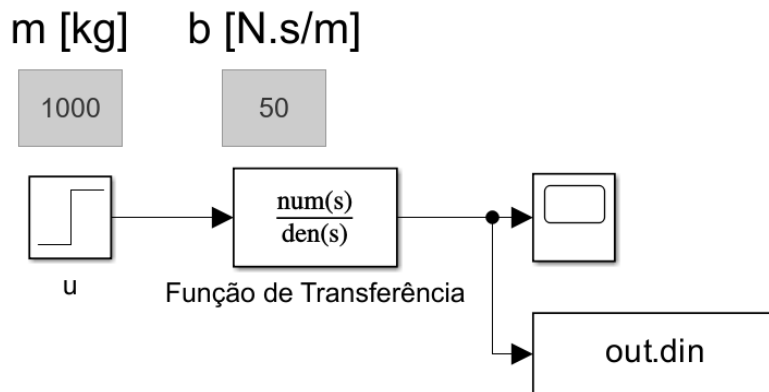 m [kg]
b [N.s/m]
1000
50
num(s)
den(s)
u
Função de Transferência
out.din